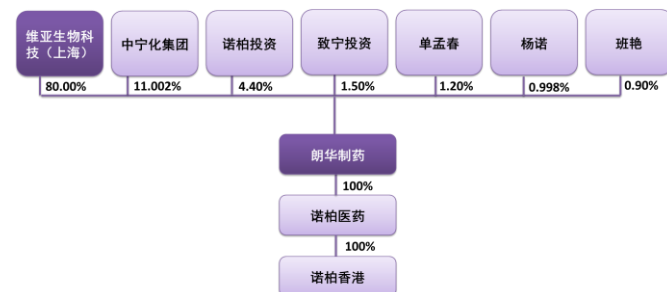 维亚生物科
技（上海）
中宁化集团
诺柏投资
致宁投资
单孟春
杨诺
班艳
80.00%
11.002%
4.40%
1.50%
1.20%
0.998%
0.90%
朗华制药
100%
诺柏医药
100%
诺柏香港